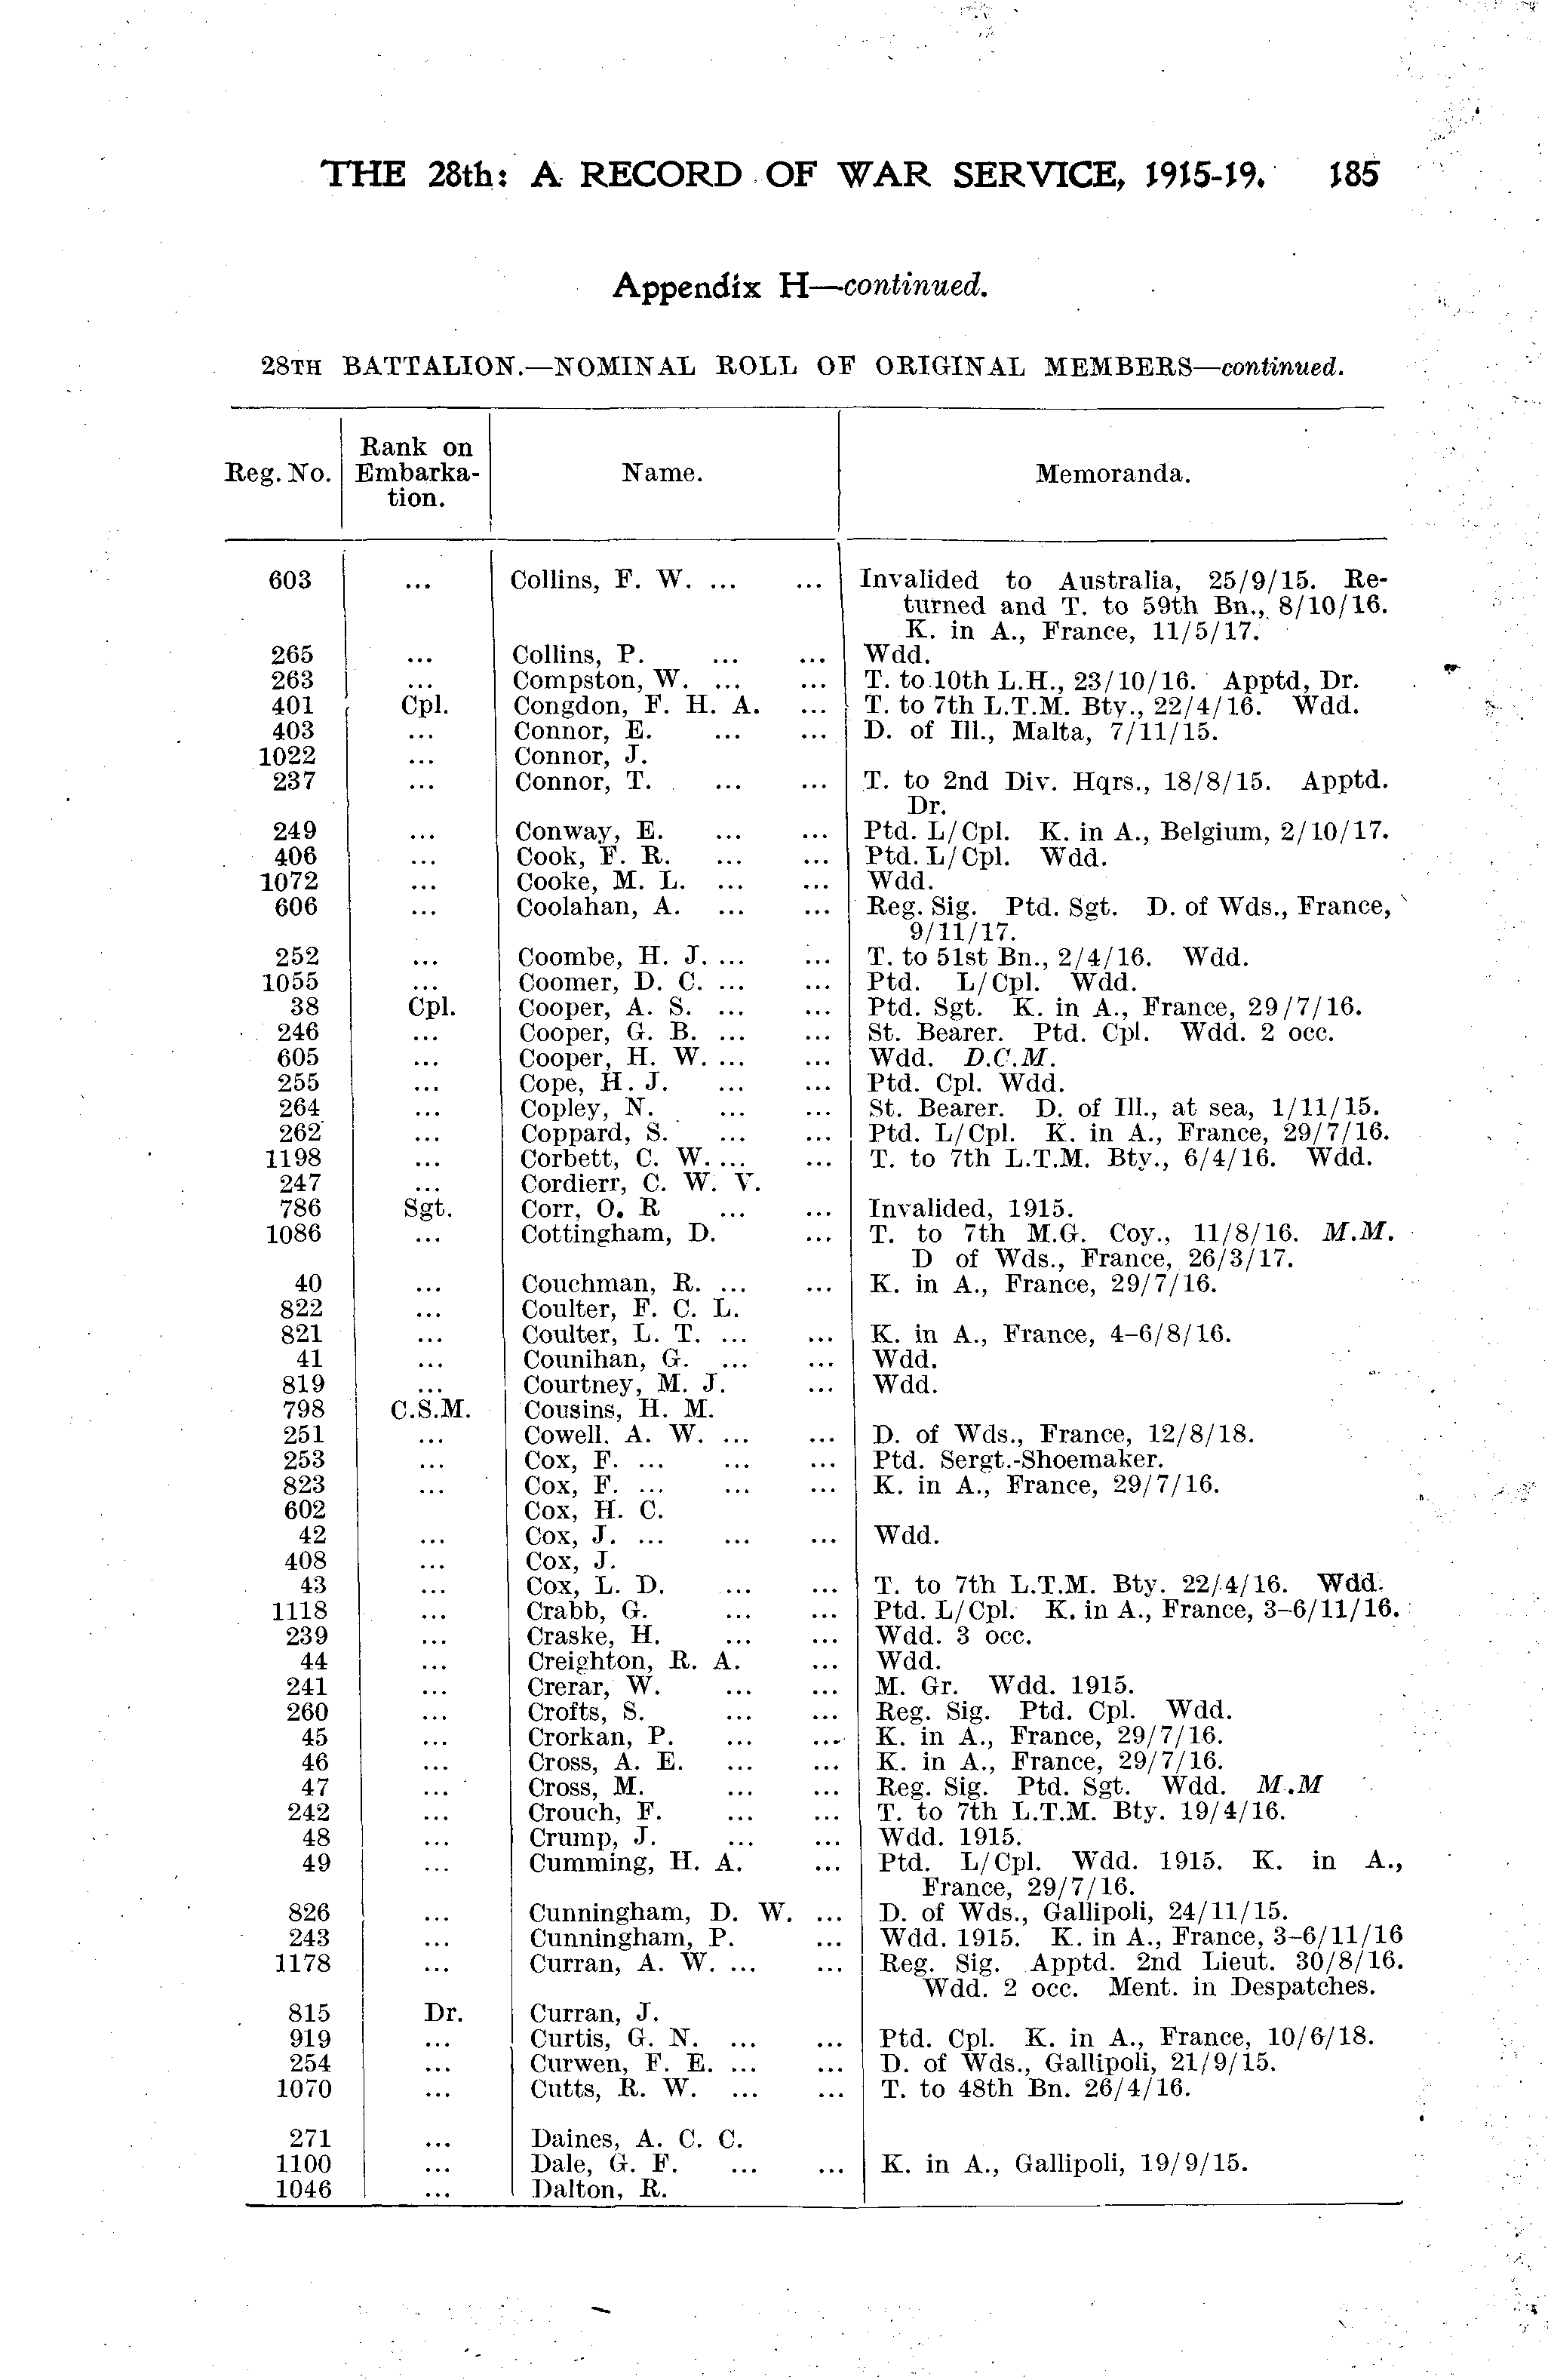 THE 28th: A RECORD OF WAR SERVICE, 1915-19. 185
Appendix H—continued.
28TH BATTALION.—NOMINAL ROLL OF ORIGINAL MEMBERS—continued.
Reg. No. Rank on Embarka-tion. Name. Memoranda.
603 ... Collins, F. W. ... ... Invalided to Australia, 25/9/15. Re-
turned and T. to 59th Bn., 8/10/16.
K. in A., France, 11/5/17.
265 ... Collins, P. ... ... Wdd.
263 ... Compston, W. ... ... T. to 10th L.H., 23/10/16. Apptd, Dr.
401 Cpl. Congdon, F. H. A. ... T. to 7th L.T.M. Bty., 22/4/16. Wdd.
403 ... Connor, E. ... ... D. of Ill., Malta, 7/11/15.
1022 ... Connor, J.
237 ... Connor, T. ... ... T. to 2nd Div. Hqrs., 18/8/15. Apptd.
Dr.
249 ... Conway, E. ... ... Ptd. L/Cpl. K. in A., Belgium, 2/10/17.
406 ... Cook, F. R. ... ... Ptd. L/Cpl. Wdd.
1072 ... Cooke, M. L. ... ... Wdd.
606 ... Coolahan, A. ... ... Reg. Sig. Ptd. Sgt. D. of Wds., France,
9/11/17.
252 ... Coombe, H. J. ... ... T. to 51st Bn., 2/4/16. Wdd.
1055 ... Coomer, D. C. ... ... Ptd. L/Cpl. Wdd.
38 Cpl. Cooper, A. S. ... ... Ptd. Sgt. K. in A., France, 29/7/16.
246 ... Cooper, G. B. ... ... St. Bearer. Ptd. Cpl. Wdd. 2 occ.
605 ... Cooper, H. W. ... ... Wdd. D.C.M.
255 ... Cope, H. J. ... ... Ptd. Cpl. Wdd.
264 ... Copley, N. ... ... St. Bearer. D. of Ill., at sea, 1/11/15.
262 ... Coppard, S. ... ... Ptd. L/Cpl. K. in A., France, 29/7/16.
1198 ... Corbett, C. W. ... ... T. to 7th L.T.M. Bty., 6/4/16. Wdd.
247 ... Cordierr, C. W. V.
786 Sgt. Corr, O. R ... ... Invalided, 1915.
1086 ... Cottingham, D. ... T. to 7th M.G. Coy., 11/8/16. M.M.
D of Wds., France, 26/3/17.
40 ... Couchman, R. ... ... K. in A., France, 29/7/16.
822 ... Coulter, F. C. L.
821 ... Coulter, L. T. ... ... K. in A., France, 4-6/8/16.
41 ... Counihan, G. ... ... Wdd.
819 ... Courtney, M. J. ... Wdd.
798 C.S.M. Cousins, H. M.
251 ... Cowell. A. W. ... ... D. of Wds., France, 12/8/18.
253 ... Cox, F. ... ... ... Ptd. Sergt.-Shoemaker.
823 ... Cox, F. ... ... ... K. in A., France, 29/7/16.
602 Cox, H. C.
42 ... Cox, J. ... ... ... Wdd.
408 ... Cox, J.
43 ... Cox, L. D. ... ... T. to 7th L.T.M. Bty. 22/4/16. Wdd.
1118 ... Crabb, G. ... ... Ptd. L/Cpl. K. in A., France, 3-6/11/16.
239 ... Craske, H. ... ... Wdd. 3 occ.
44 ... Creighton, R. A. ... Wdd.
241 ... Crerar, W. ... ... M. Gr. Wdd. 1915.
260 ... Crofts, S. ... ... Reg. Sig. Ptd. Cpl. Wdd.
45 ... Crorkan, P. ... ... K. in A., France, 29/7/16.
46 ... Cross, A. E. ... ... K. in A., France, 29/7/16.
47 ... Cross, M. ... ... Reg. Sig. Ptd. Sgt. Wdd. M.M
242 ... Crouch, F. ... ... T. to 7th L.T.M. Bty. 19/4/16.
48 ... Crump, J. ... ... Wdd. 1915.
49 ... Cumming, H. A. ... Ptd. L/Cpl. Wdd. 1915. K. in A.,
France, 29/7/16.
826 ... Cunningham, D. W. ... D. of Wds., Gallipoli, 24/11/15.
243 ... Cunningham, P. ... Wdd. 1915. K. in A., France, 3-6/11/16
1178 ... Curran, A. W. ... ... Reg. Sig. Apptd. 2nd Lieut. 30/8/16.
Wdd. 2 occ. Ment. in Despatches.
815 Dr. Curran, J.
919 ... Curtis, G. N. ... ... Ptd. Cpl. K. in A., France, 10/6/18.
254 ... Curwen, F. E. ... ... D. of Wds., Gallipoli, 21/9/15.
1070 ... Cutts, R. W. ... ... T. to 48th Bn. 26/4/16.
271 ... Daines, A. C. C.
1100 ... Dale, G. F. ... ... K. in A., Gallipoli, 19/9/15.
1046 ... Dalton, R.